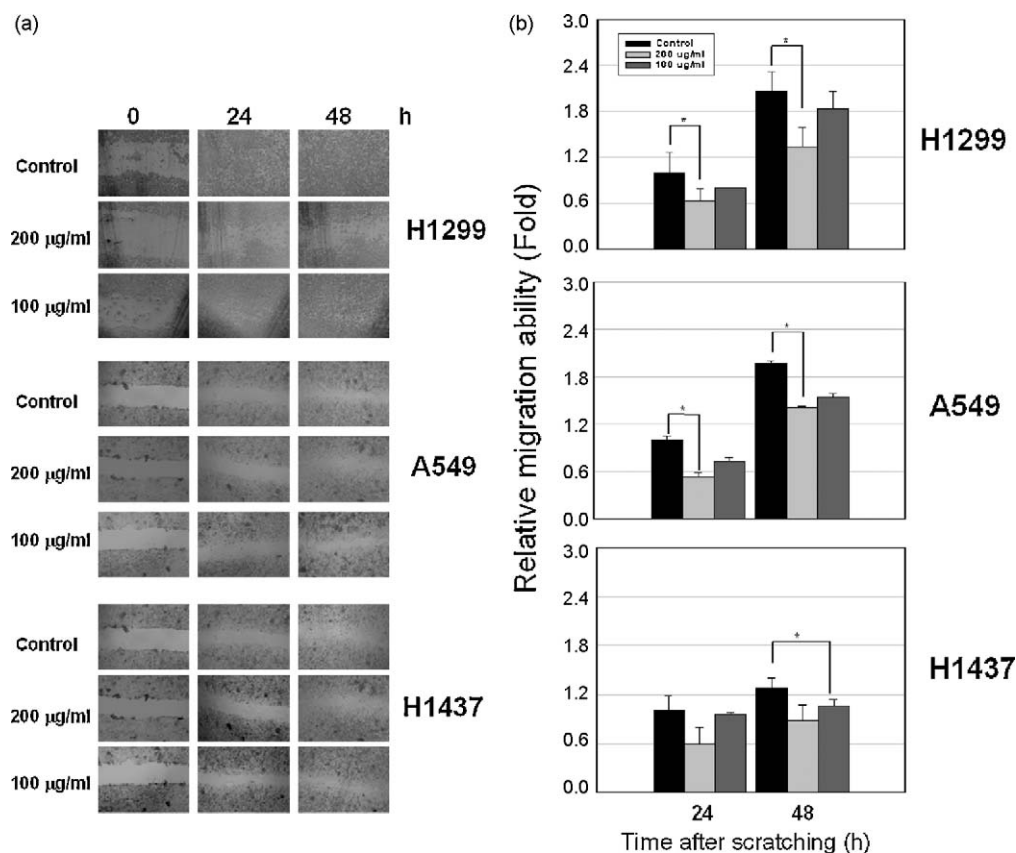 (a)
0 24 48 h
Control
200 μg/ml
100 μg/ml
H1299
Control
200 μg/ml
100 μg/ml
A549
Control
200 μg/ml
100 μg/ml
H1437
(b)
Relative migration ability (Fold)
3.0
2.4
1.8
1.2
0.6
0.0
Control
200 ug/ml
100 ug/ml
*
*
H1299
3.0
2.4
1.8
1.2
0.6
0.0
*
*
A549
3.0
2.4
1.8
1.2
0.6
0.0
*
H1437
24 48
Time after scratching (h)